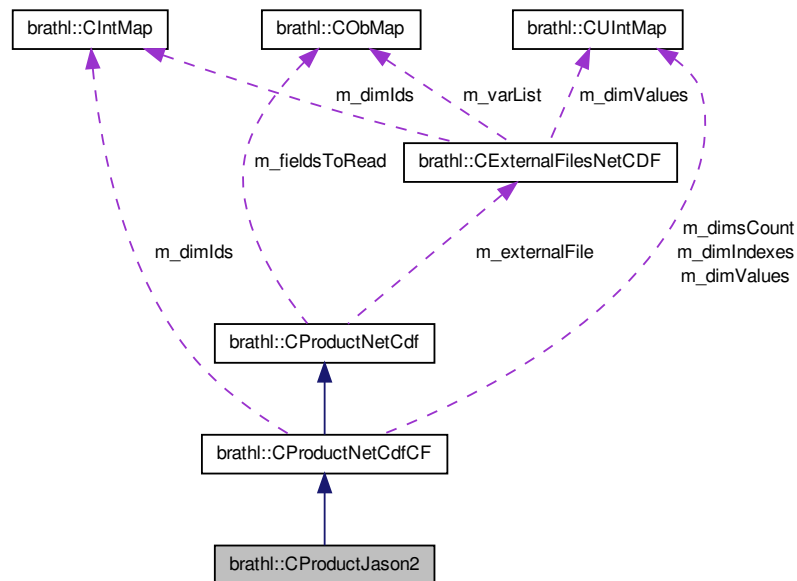 brathl::CIntMap
brathl::CObMap
brathl::CUIntMap
m_dimIds
m_varList
m_dimValues
m_fieldsToRead
brathl::CExternalFilesNetCDF
m_dimIds
m_externalFile
m_dimsCount
m_dimIndexes
m_dimValues
brathl::CProductNetCdf
brathl::CProductNetCdfCF
brathl::CProductJason2